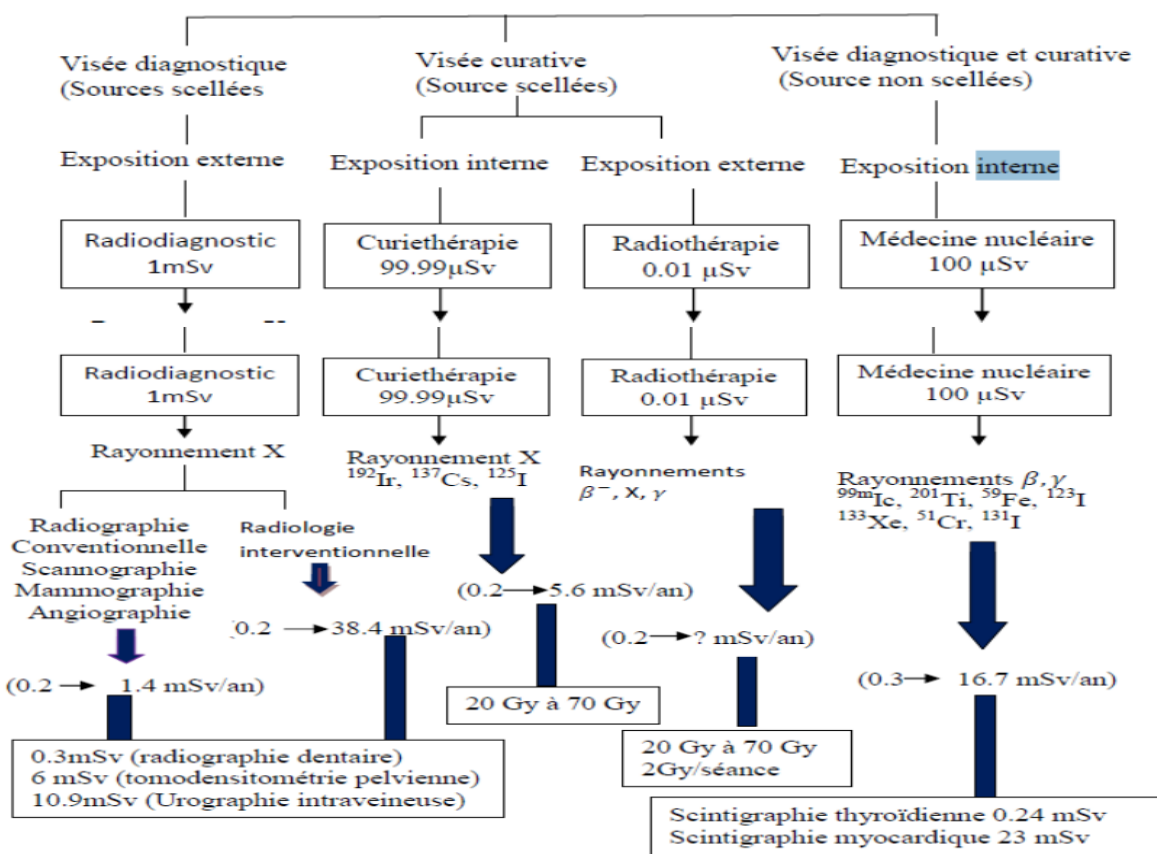 Visée diagnostique
(Sources scellées
Visée curative
(Source scellées)
Visée diagnostique et curative
(Source non scellées)
Exposition externe
Exposition interne
Exposition externe
Exposition interne
Radiodiagnostic
1mSv
Curiethérapie
99.99μSv
Radiothérapie
0.01 μSv
Médecine nucléaire
100 μSv
Radiodiagnostic
1mSv
Curiethérapie
99.99μSv
Radiothérapie
0.01 μSv
Médecine nucléaire
100 μSv
Rayonnement X
Radiographie
Conventionnelle
Scannographie
Mammographie
Angiographie
Radiologie
interventionnelle
Rayonnement X
¹⁹²Ir, ¹³⁷Cs, ¹²⁵I
Rayonnements
β⁻, X, γ
Rayonnements β, γ
⁹⁹ᵐIc, ²⁰¹Ti, ⁵⁹Fe, ¹²³I
¹³³Xe, ⁵¹Cr, ¹³¹I
(0.2 → 1.4 mSv/an)
(0.2 → 38.4 mSv/an)
(0.2 → 5.6 mSv/an)
(0.2 → ? mSv/an)
(0.3 → 16.7 mSv/an)
0.3mSv (radiographie dentaire)
6 mSv (tomodensitométrie pelvienne)
10.9mSv (Urographie intraveineuse)
20 Gy à 70 Gy
20 Gy à 70 Gy
2Gy/séance
Scintigraphie thyroïdienne 0.24 mSv
Scintigraphie myocardique 23 mSv